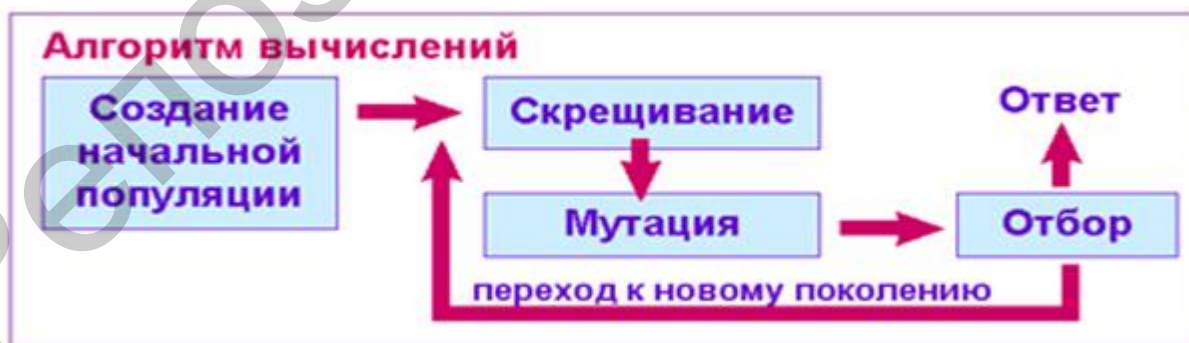 Алгоритм вычислений
Создание
начальной
популяции
Скрещивание
Мутация
Ответ
Отбор
переход к новому поколению